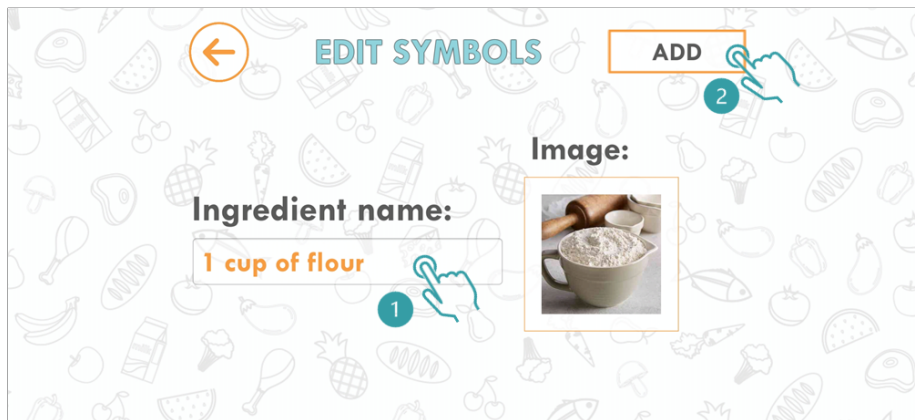 EDIT SYMBOLS
ADD
2
Image:
Ingredient name:
1 cup of flour
1